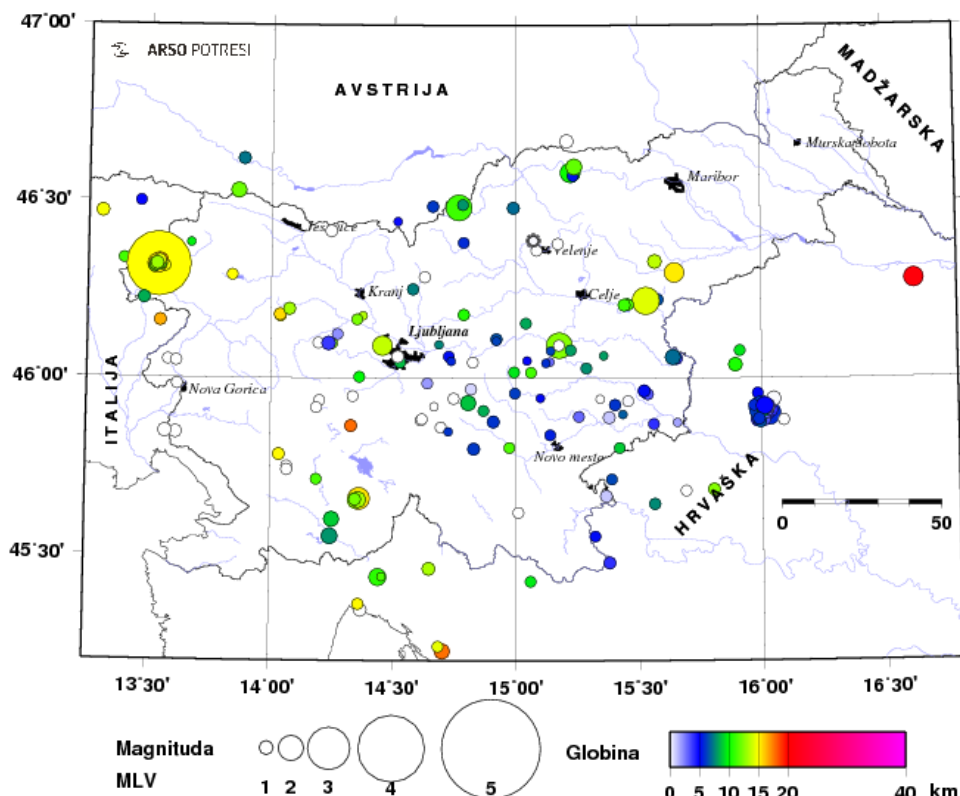 47°00'
ARSO POTRESI
AVSTRIJA
MADŽARSKA
Murska Sobota
46°30'
Maribor
Velenje
Kranj
Celje
Ljubljana
46°00'
Nova Gorica
ITALIJA
Novo mesto
HRVAŠKA
0 50
45°30'
13°30' 14°00' 14°30' 15°00' 15°30' 16°00' 16°30'
Magnituda
MLV
1 2 3 4 5
Globina
0 5 10 15 20 40 km